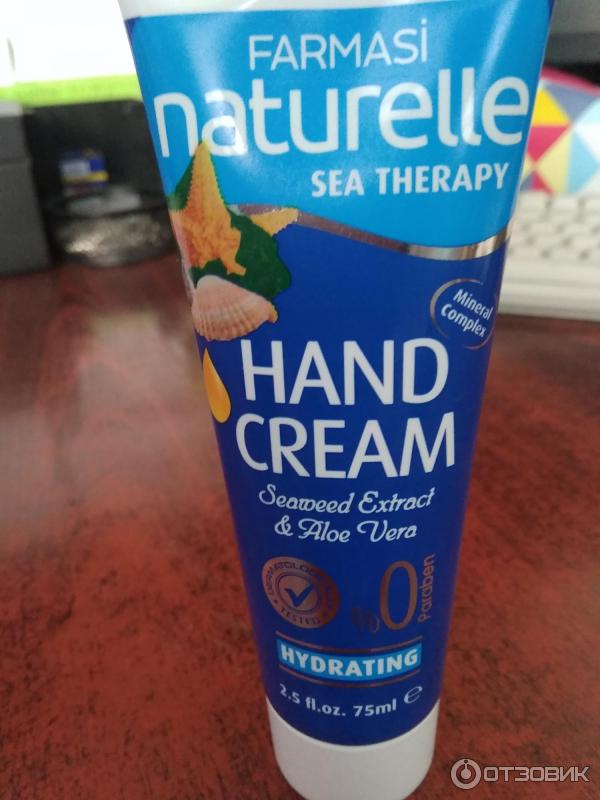 FARMASi
naturelle
SEA THERAPY
Mineral
Complex
HAND
CREAM
Seaweed Extract
& Aloe Vera
TESTED
%0
Paraben
HYDRATING
2.5 fl.oz. 75ml ℮
ОТЗОВИК